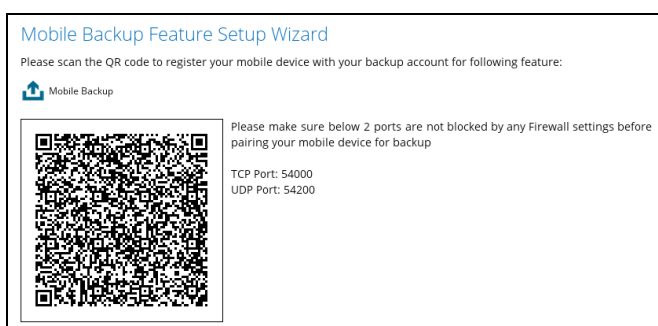 Mobile Backup Feature Setup Wizard
Please scan the QR code to register your mobile device with your backup account for following feature:
Mobile Backup
Please make sure below 2 ports are not blocked by any Firewall settings before
pairing your mobile device for backup
TCP Port: 54000
UDP Port: 54200